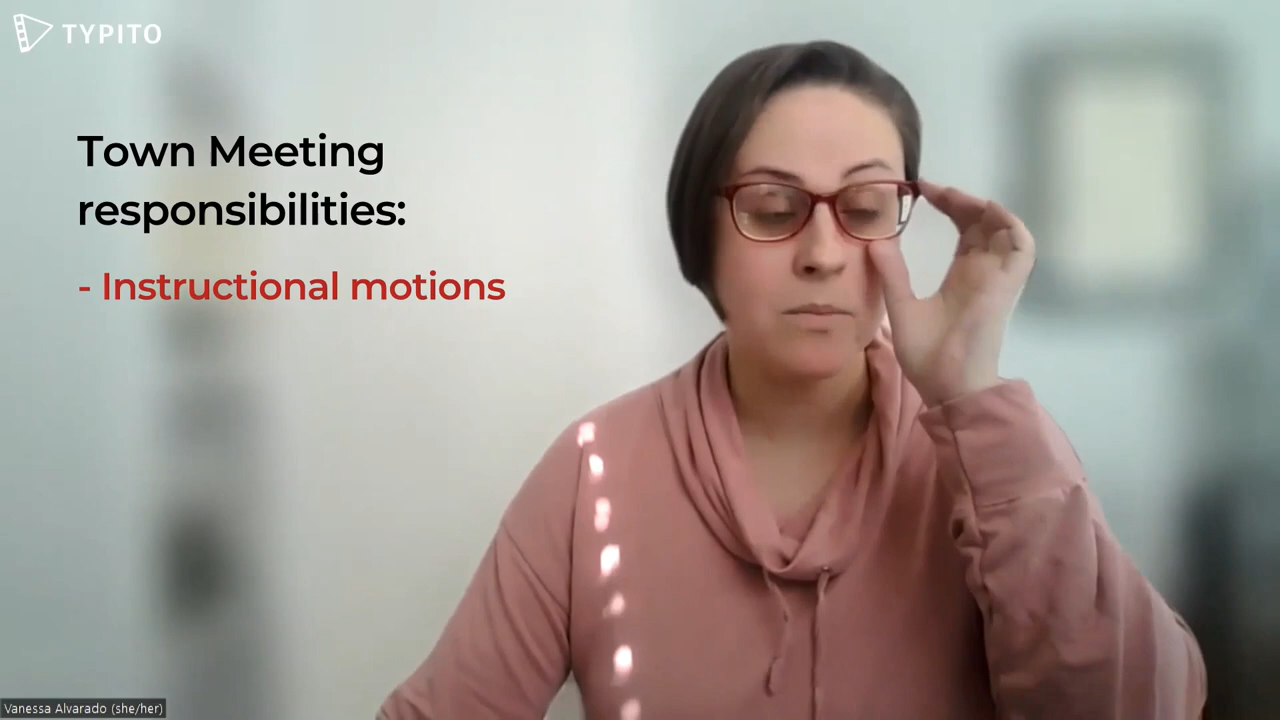 TYPITO
Town Meeting
responsibilities:
- Instructional motions
Vanessa Alvarado (she/her)